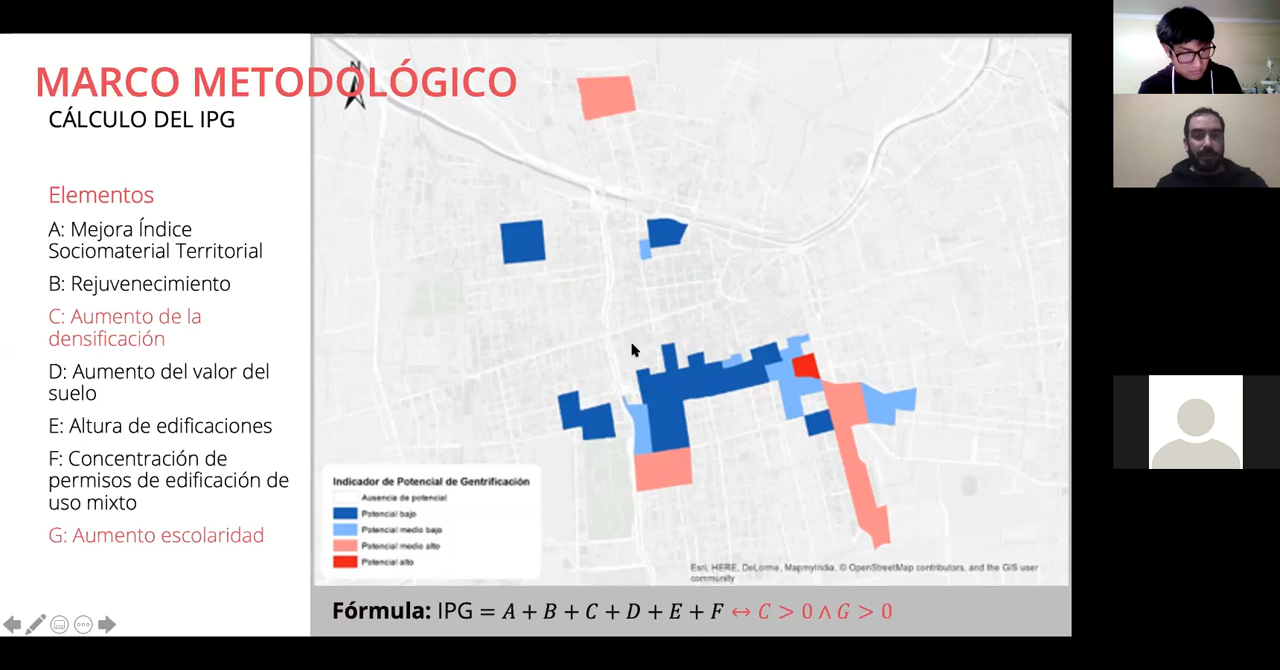 MARCO METODOLÓGICO
CÁLCULO DEL IPG
Elementos
A: Mejora Índice
Sociomaterial Territorial
B: Rejuvenecimiento
C: Aumento de la
densificación
D: Aumento del valor del
suelo
E: Altura de edificaciones
F: Concentración de
permisos de edificación de
uso mixto
G: Aumento escolaridad
N
Indicador de Potencial de Gentrificación
Ausencia de potencial
Potencial bajo
Potencial medio bajo
Potencial medio alto
Potencial alto
Esri, HERE, DeLorme, MapmyIndia, © OpenStreetMap contributors, and the GIS user
community
Fórmula: IPG = A + B + C + D + E + F ↔ C > 0 ∧ G > 0